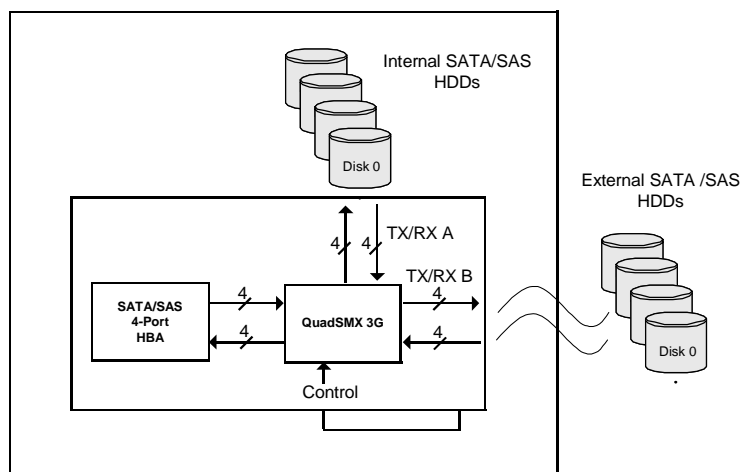 Internal SATA/SAS
HDDs
Disk 0
External SATA /SAS
HDDs
4
4
TX/RX A
TX/RX B
SATA/SAS
4-Port
HBA
4
4
QuadSMX 3G
4
4
Disk 0
Control